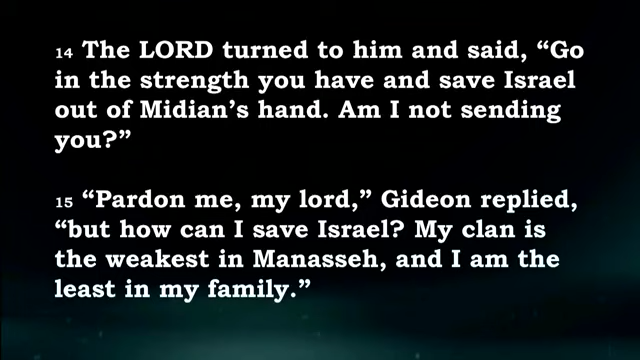 14 The LORD turned to him and said, “Go
in the strength you have and save Israel
out of Midian’s hand. Am I not sending
you?”
15 “Pardon me, my lord,” Gideon replied,
“but how can I save Israel? My clan is
the weakest in Manasseh, and I am the
least in my family.”